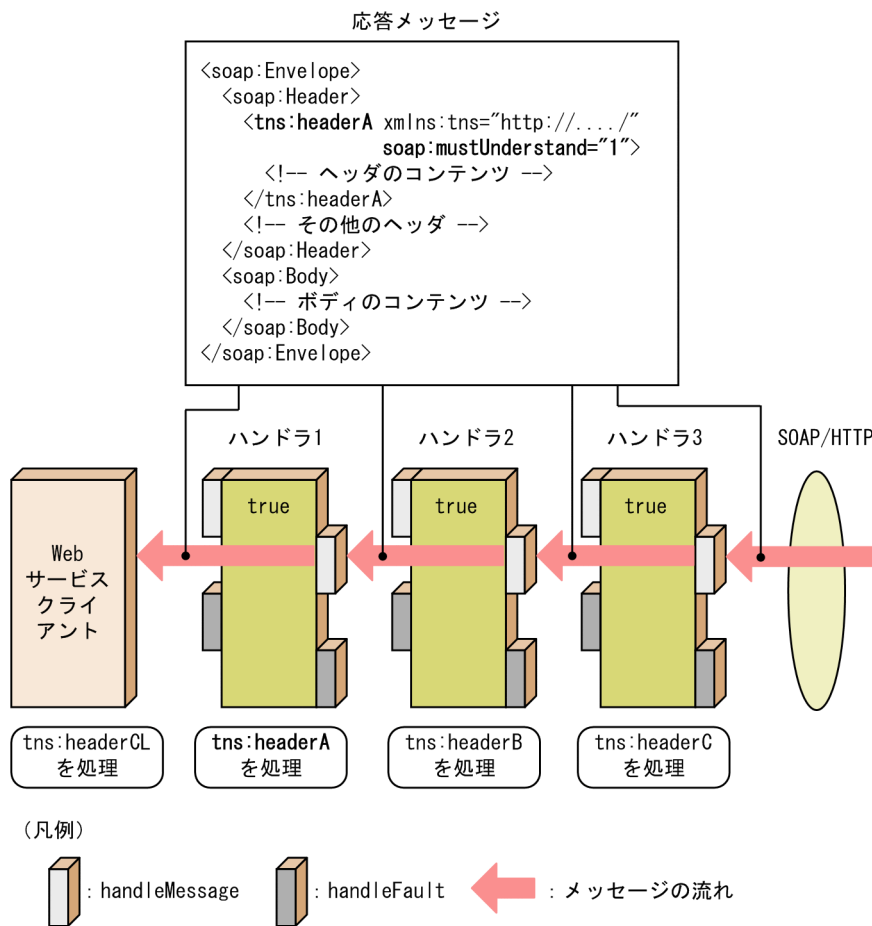 応答メッセージ
<soap:Envelope>
<soap:Header>
<tns:headerA xmlns:tns="http://..../"
soap:mustUnderstand="1">
<!-- ヘッダのコンテンツ -->
</tns:headerA>
<!-- その他のヘッダ -->
</soap:Header>
<soap:Body>
<!-- ボディのコンテンツ -->
</soap:Body>
</soap:Envelope>
ハンドラ1
ハンドラ2
ハンドラ3
SOAP/HTTP
true
true
true
Web
サービス
クライ
アント
tns:headerCL
を処理
tns:headerA
を処理
tns:headerB
を処理
tns:headerC
を処理
(凡例)
: handleMessage
: handleFault
: メッセージの流れ